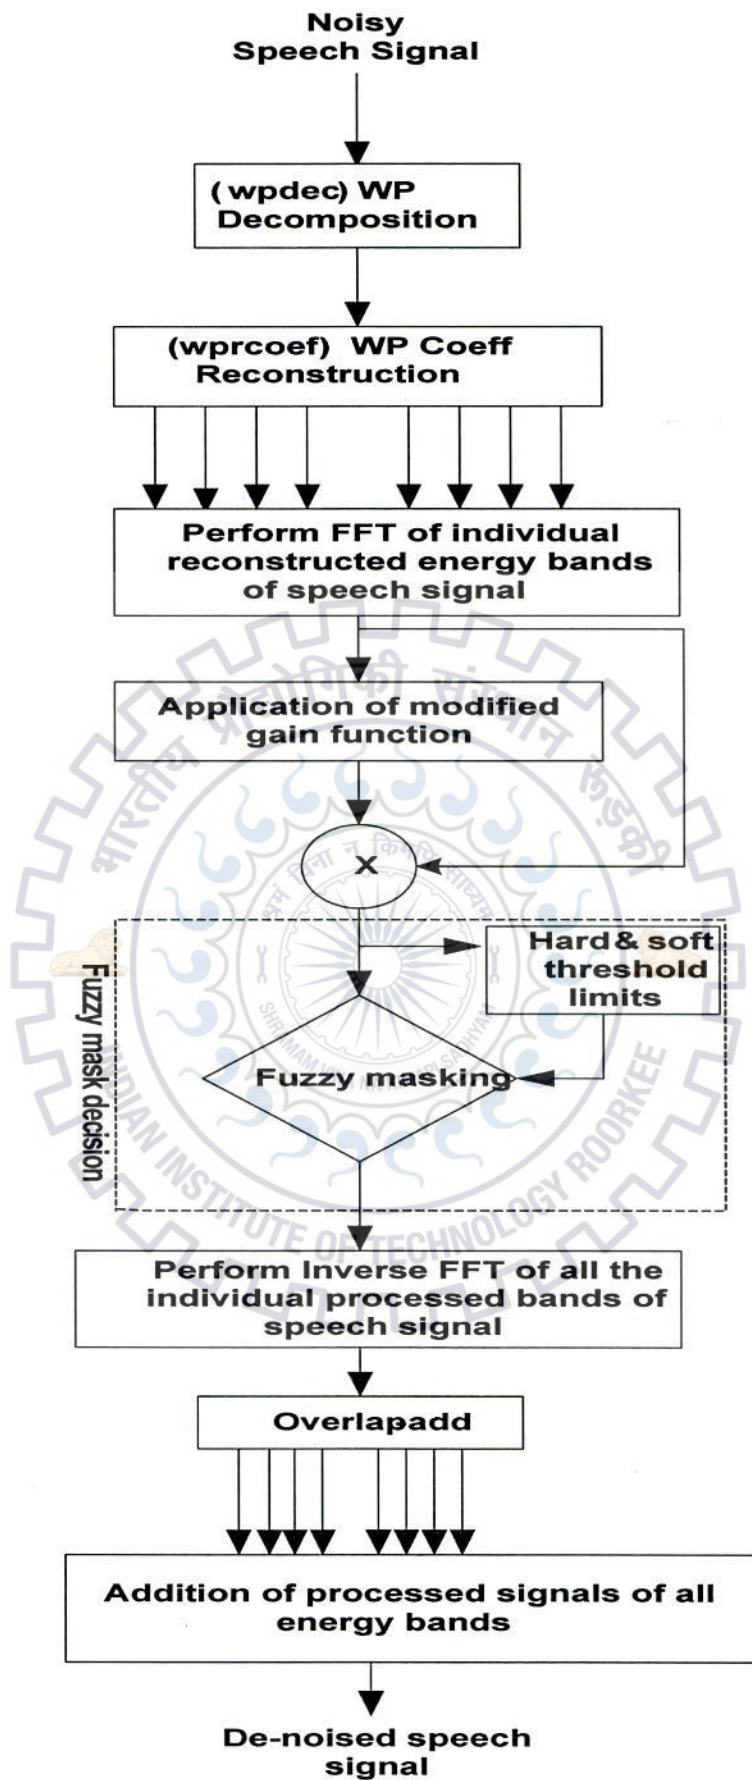 Noisy
Speech Signal
(wpdec) WP
Decomposition
(wprcoef) WP Coeff
Reconstruction
Perform FFT of individual
reconstructed energy bands
of speech signal
Application of modified
gain function
X
Hard & soft
threshold
limits
Fuzzy masking
Fuzzy mask decision
Perform Inverse FFT of all the
individual processed bands of
speech signal
Overlapadd
Addition of processed signals of all
energy bands
De-noised speech
signal
भारतीय प्रौद्योगिकी संस्थान रूड़की
INDIAN INSTITUTE OF TECHNOLOGY ROORKEE